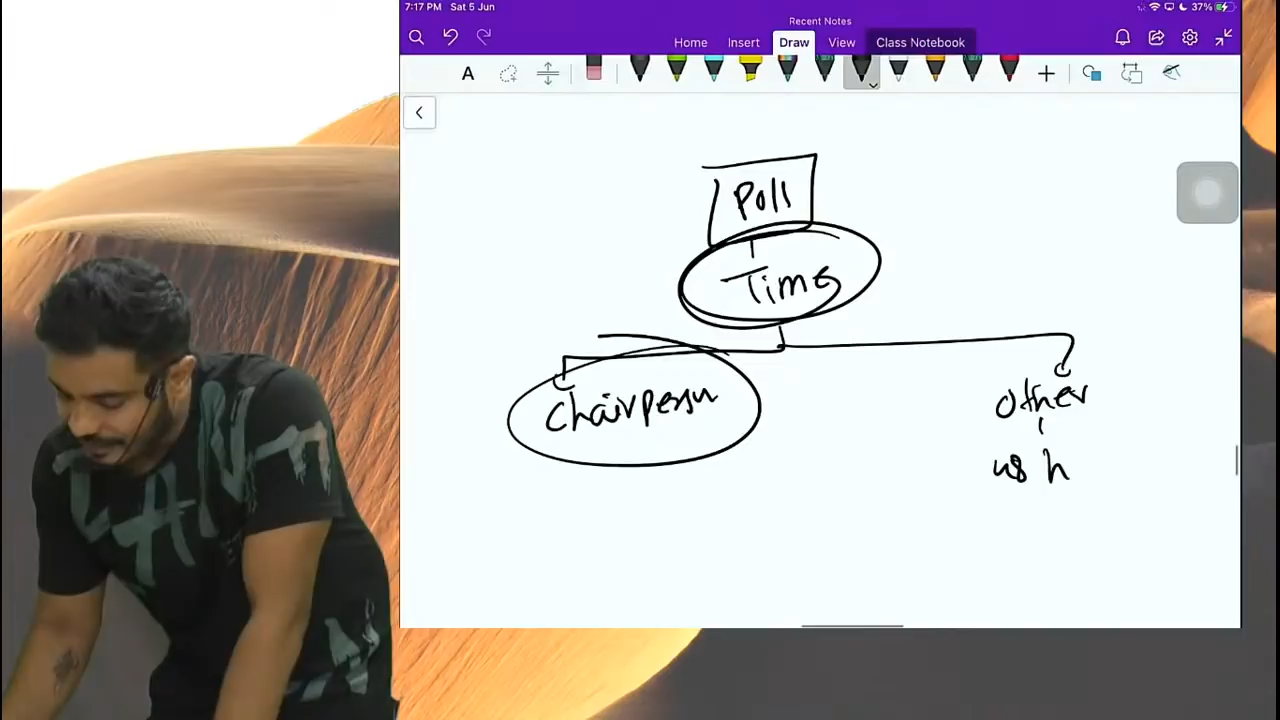 7:17 PM Sat 5 Jun
37%
Recent Notes
Home Insert Draw View Class Notebook
A
Poll
Time
Chairperson
Other
48 h